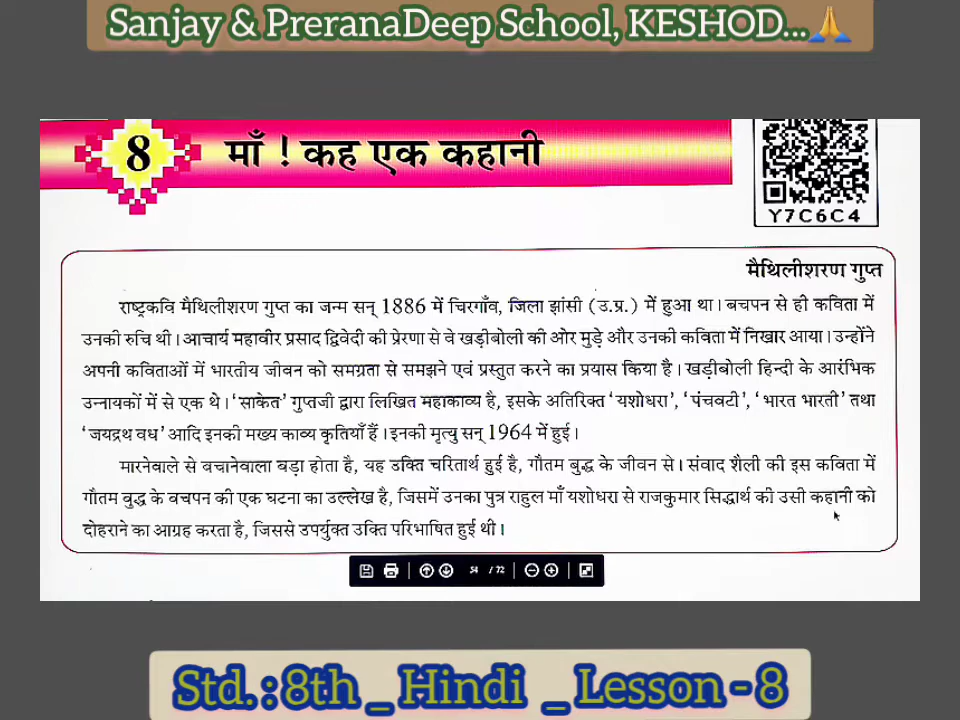 Sanjay & PreranaDeep School, KESHOD...🙏
8 माँ ! कह एक कहानी
Y7C6C4
मैथिलीशरण गुप्त
राष्ट्रकवि मैथिलीशरण गुप्त का जन्म सन् 1886 में चिरगाँव, जिला झांसी (उ.प्र.) में हुआ था। बचपन से ही कविता में
उनकी रुचि थी। आचार्य महावीर प्रसाद द्विवेदी की प्रेरणा से वे खड़ीबोली की ओर मुड़े और उनकी कविता में निखार आया। उन्होंने
अपनी कविताओं में भारतीय जीवन को समग्रता से समझने एवं प्रस्तुत करने का प्रयास किया है। खड़ीबोली हिन्दी के आरंभिक
उन्नायकों में से एक थे। 'साकेत' गुप्तजी द्वारा लिखित महाकाव्य है, इसके अतिरिक्त 'यशोधरा', 'पंचवटी', 'भारत भारती' तथा
'जयद्रथ वध' आदि इनकी मख्य काव्य कृतियाँ हैं। इनकी मृत्यु सन् 1964 में हुई।
मारनेवाले से बचानेवाला बड़ा होता है, यह उक्ति चरितार्थ हुई है, गौतम बुद्ध के जीवन से। संवाद शैली की इस कविता में
गौतम बुद्ध के बचपन की एक घटना का उल्लेख है, जिसमें उनका पुत्र राहुल माँ यशोधरा से राजकुमार सिद्धार्थ की उसी कहानी को
दोहराने का आग्रह करता है, जिससे उपर्युक्त उक्ति परिभाषित हुई थी।
54 / 72
Std. : 8th _ Hindi _ Lesson - 8